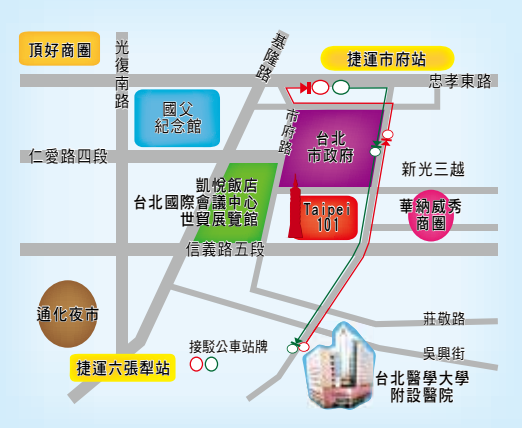 頂好商圈
光復南路
基隆路
捷運市府站
忠孝東路
國父
紀念館
市府路
台北
市政府
仁愛路四段
新光三越
凱悅飯店
台北國際會議中心
世貿展覽館
Taipei
101
華納威秀
商圈
信義路五段
通化夜市
莊敬路
接駁公車站牌
吳興街
捷運六張犁站
台北醫學大學
附設醫院